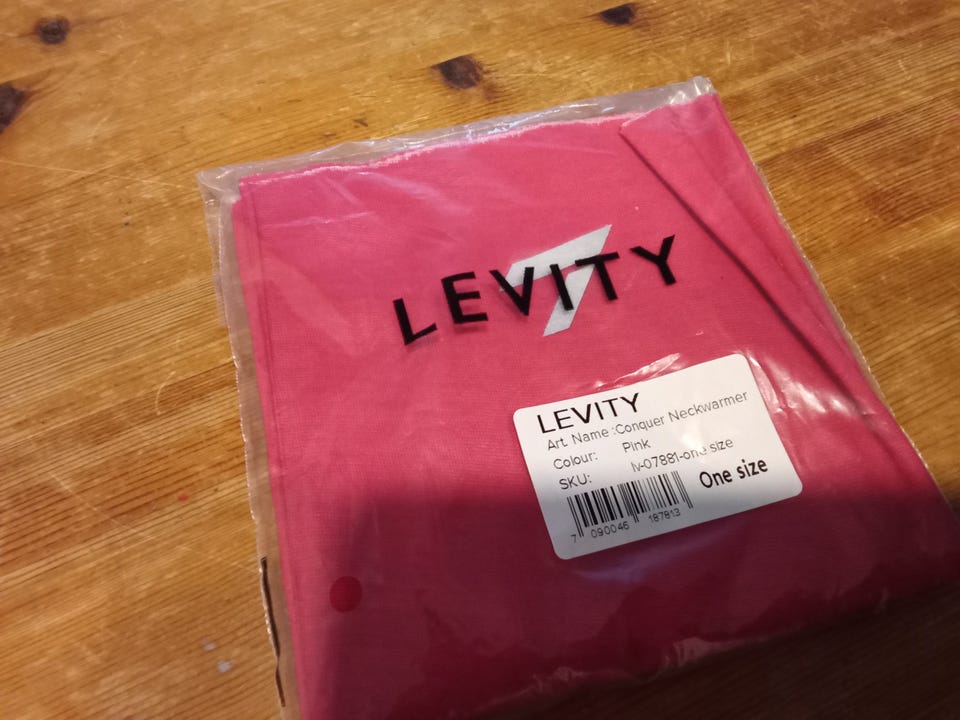 LEVITY
LEVITY
Art. Name :Conquer Neckwarmer
Colour: Pink
SKU: lv-07881-one size
One size
7 090046 187813